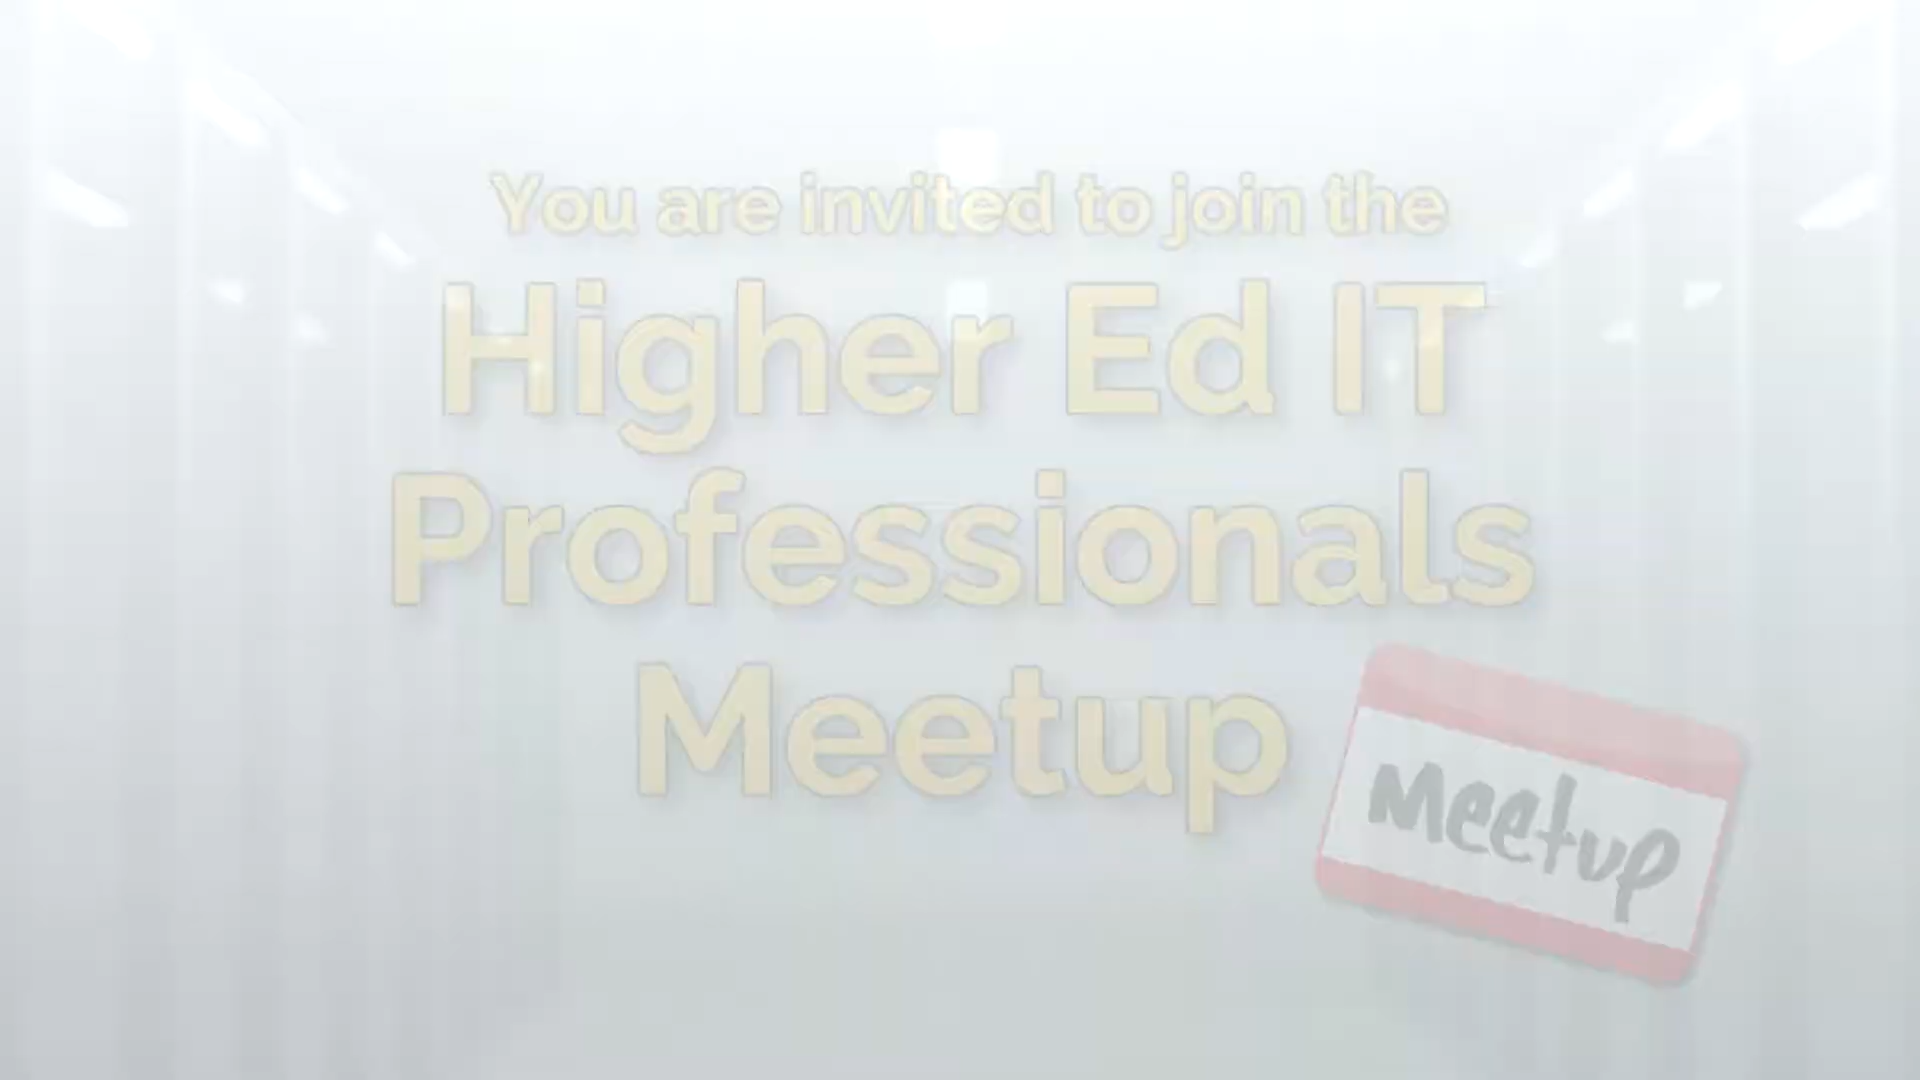 You are invited to join the
Higher Ed IT
Professionals
Meetup
Meetup